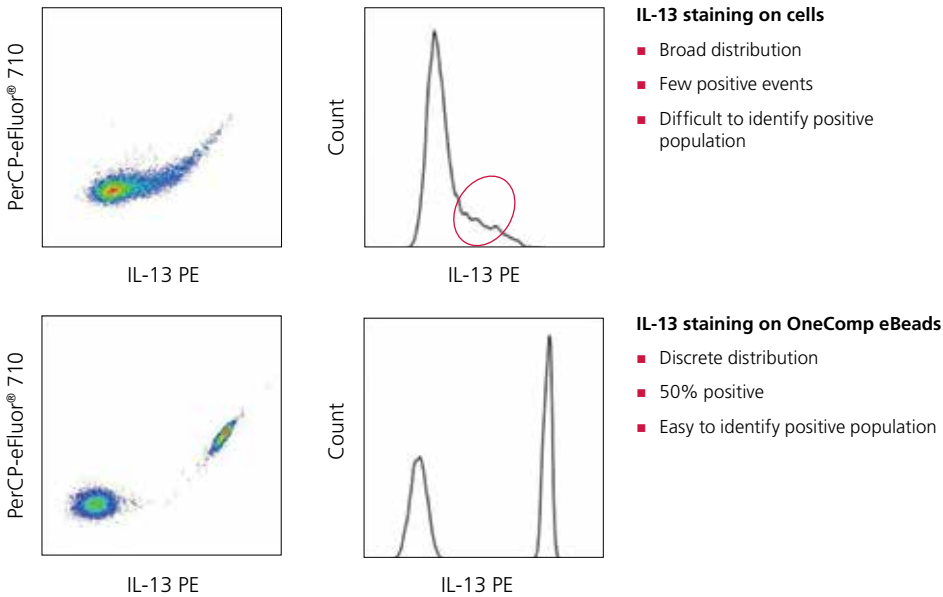 PerCP-eFluor® 710
IL-13 PE
Count
IL-13 PE
IL-13 staining on cells
Broad distribution
Few positive events
Difficult to identify positive
population
PerCP-eFluor® 710
IL-13 PE
Count
IL-13 PE
IL-13 staining on OneComp eBeads
Discrete distribution
50% positive
Easy to identify positive population